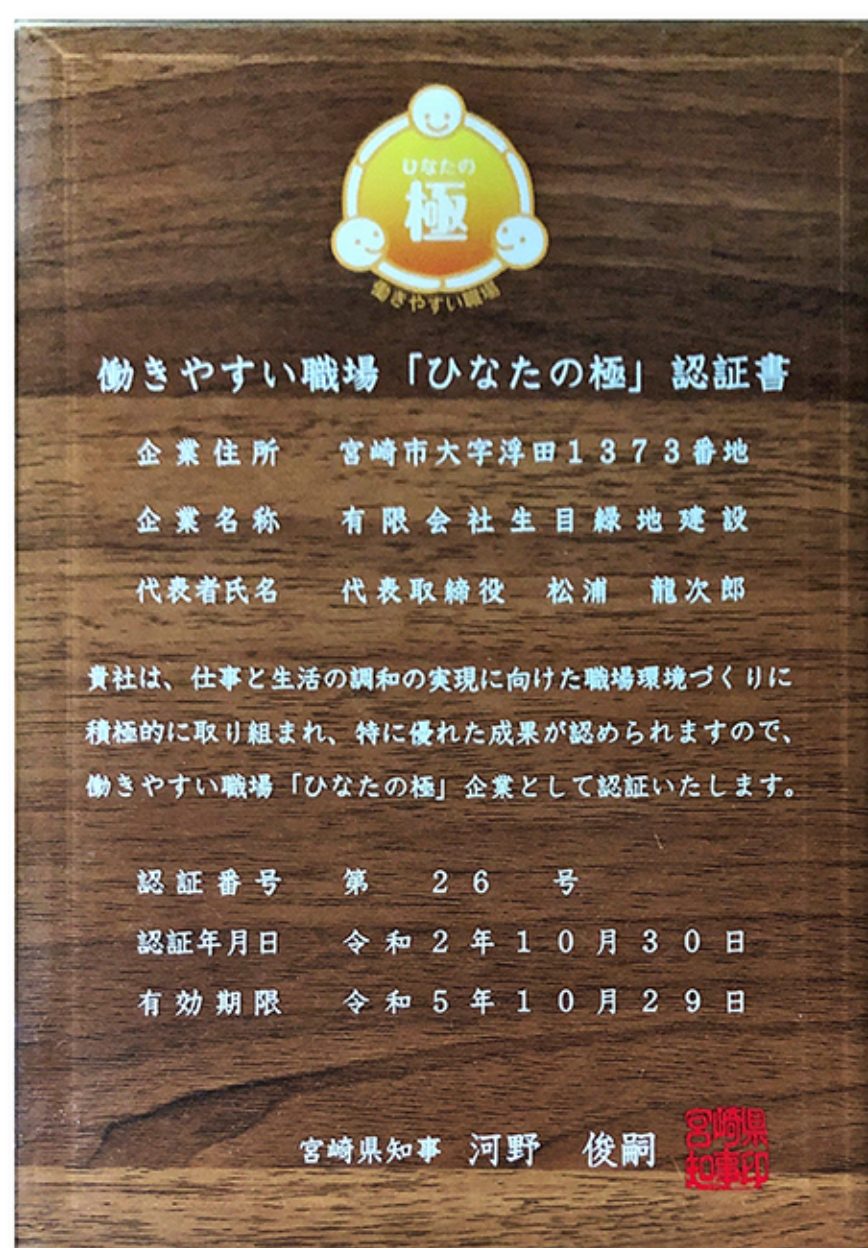 ひなたの
極
働きやすい職場
働きやすい職場「ひなたの極」認証書
企業住所 宮崎市大字浮田1373番地
企業名称 有限会社生目緑地建設
代表者氏名 代表取締役 松浦 龍次郎
貴社は、仕事と生活の調和の実現に向けた職場環境づくりに
積極的に取り組まれ、特に優れた成果が認められますので、
働きやすい職場「ひなたの極」企業として認証いたします。
認証番号 第 26 号
認証年月日 令和2年10月30日
有効期限 令和5年10月29日
宮崎県知事 河野 俊嗣
宮崎県
知事印